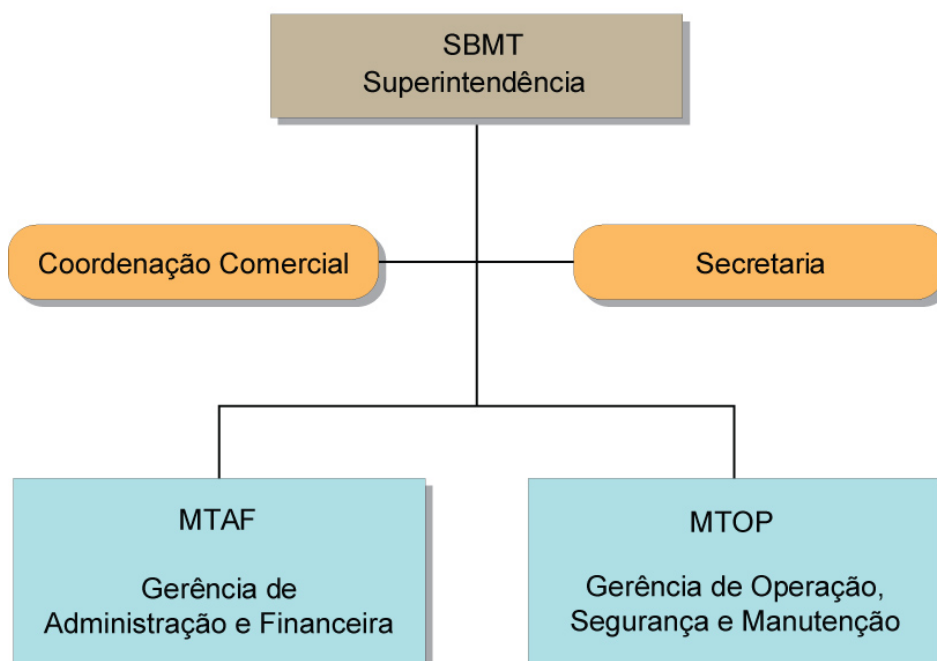 SBMT
Superintendência
Coordenação Comercial
Secretaria
MTAF
Gerência de
Administração e Financeira
MTOP
Gerência de Operação,
Segurança e Manutenção